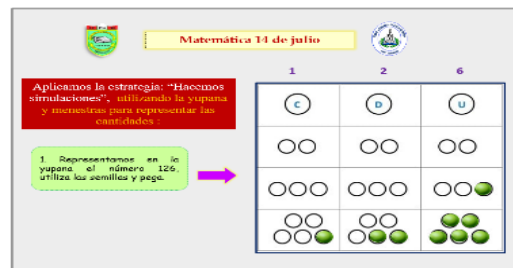 Matemática 14 de julio
Aplicamos la estrategia: "Hacemos
simulaciones", utilizando la yupana
y menestras para representar las
cantidades :
1. Representamos en la
yupana el número 126,
utiliza las semillas y pega.
1 2 6
C D U